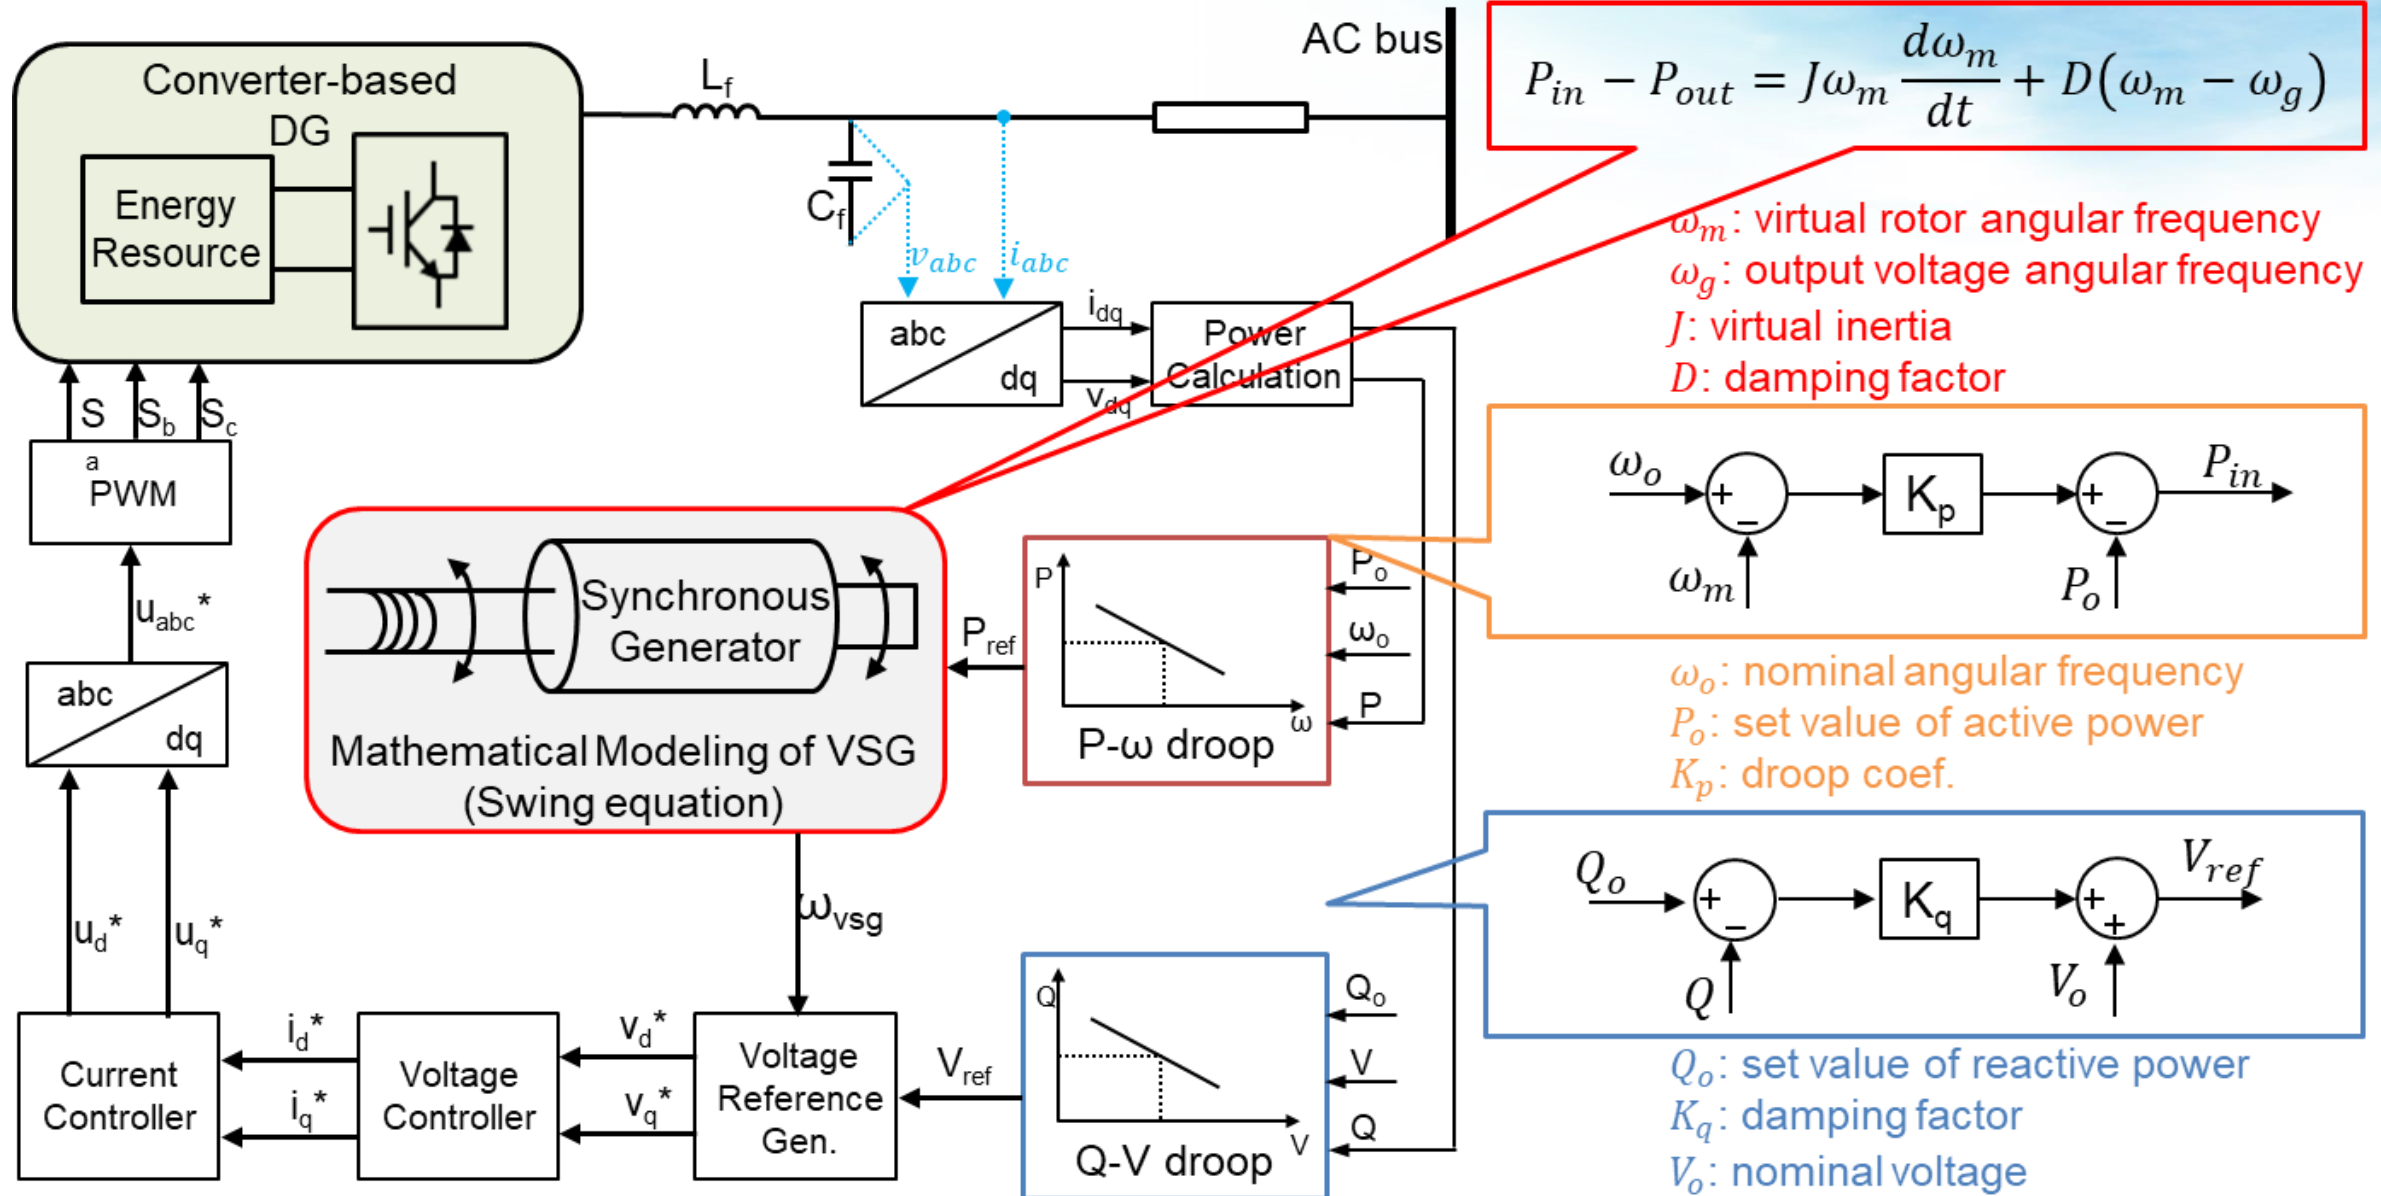 Converter-based
DG
Energy
Resource
L_f
C_f
AC bus
v_abc
i_abc
abc
dq
i_dq
v_dq
Power
Calculation
S
S_b
S_c
a
PWM
u_abc*
abc
dq
u_d*
u_q*
Synchronous
Generator
Mathematical Modeling of VSG
(Swing equation)
P_ref
P
ω
P-ω droop
P_o
ω_o
P
ω_vsg
Current
Controller
i_d*
i_q*
Voltage
Controller
v_d*
v_q*
Voltage
Reference
Gen.
V_ref
Q
V
Q-V droop
Q_o
V
Q
P_in − P_out = Jω_m dω_m/dt + D(ω_m − ω_g)
ω_m: virtual rotor angular frequency
ω_g: output voltage angular frequency
J: virtual inertia
D: damping factor
ω_o
+
−
ω_m
K_p
+
−
P_o
P_in
ω_o: nominal angular frequency
P_o: set value of active power
K_p: droop coef.
Q_o
+
−
Q
K_q
+
+
V_o
V_ref
Q_o: set value of reactive power
K_q: damping factor
V_o: nominal voltage